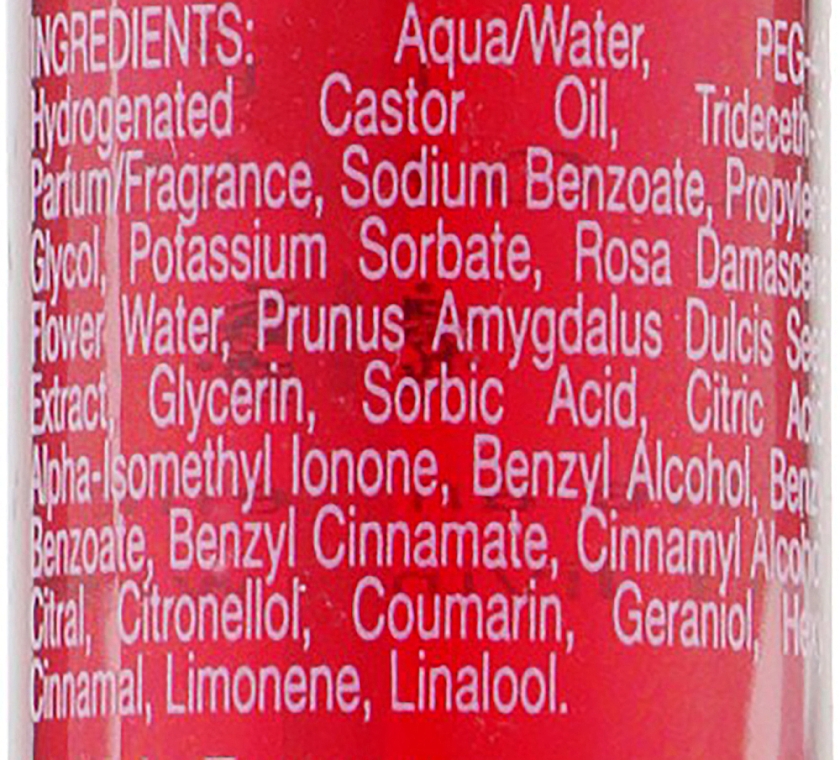 INGREDIENTS: Aqua/Water, PEG-
Hydrogenated Castor Oil, Trideceth-
Parfum/Fragrance, Sodium Benzoate, Propyle
Glycol, Potassium Sorbate, Rosa Damasce
Flower Water, Prunus Amygdalus Dulcis See
Extract, Glycerin, Sorbic Acid, Citric Ac
Alpha-Isomethyl Ionone, Benzyl Alcohol, Benz
Benzoate, Benzyl Cinnamate, Cinnamyl Alcoho
Citral, Citronellol, Coumarin, Geraniol, Hex
Cinnamal, Limonene, Linalool.